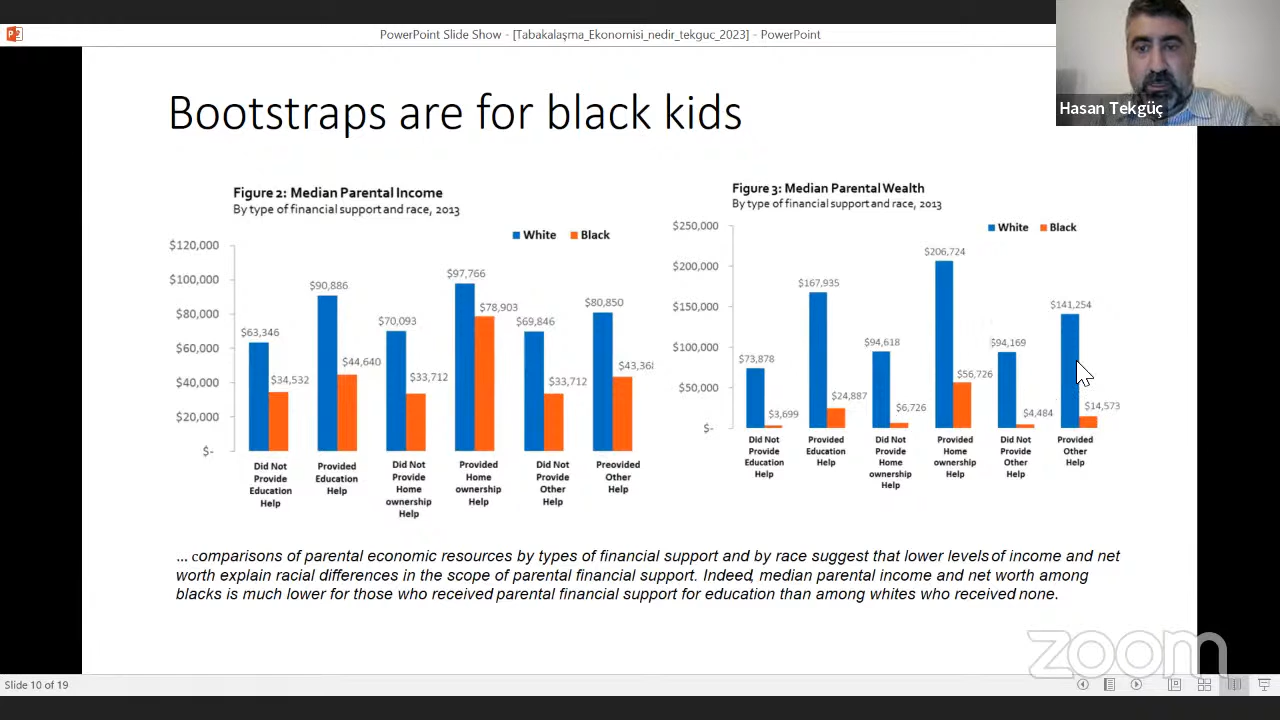 PowerPoint Slide Show - [Tabakalaşma_Ekonomisi_nedir_tekguc_2023] - PowerPoint
Hasan Tekgüç
Bootstraps are for black kids
Figure 2: Median Parental Income
By type of financial support and race, 2013
White Black
$120,000
$100,000
$80,000
$60,000
$40,000
$20,000
$-
$63,346
$34,532
$90,886
$44,640
$70,093
$33,712
$97,766
$78,903
$69,846
$33,712
$80,850
$43,368
Did Not
Provide
Education
Help
Provided
Education
Help
Did Not
Provide
Home
ownership
Help
Provided
Home
ownership
Help
Did Not
Provide
Other
Help
Preovided
Other
Help
Figure 3: Median Parental Wealth
By type of financial support and race, 2013
White Black
$250,000
$200,000
$150,000
$100,000
$50,000
$-
$73,878
$3,699
$167,935
$24,887
$94,618
$6,726
$206,724
$56,726
$94,169
$4,484
$141,254
$14,573
Did Not
Provide
Education
Help
Provided
Education
Help
Did Not
Provide
Home
ownership
Help
Provided
Home
ownership
Help
Did Not
Provide
Other
Help
Provided
Other
Help
... comparisons of parental economic resources by types of financial support and by race suggest that lower levels of income and net
worth explain racial differences in the scope of parental financial support. Indeed, median parental income and net worth among
blacks is much lower for those who received parental financial support for education than among whites who received none.
zoom
Slide 10 of 19